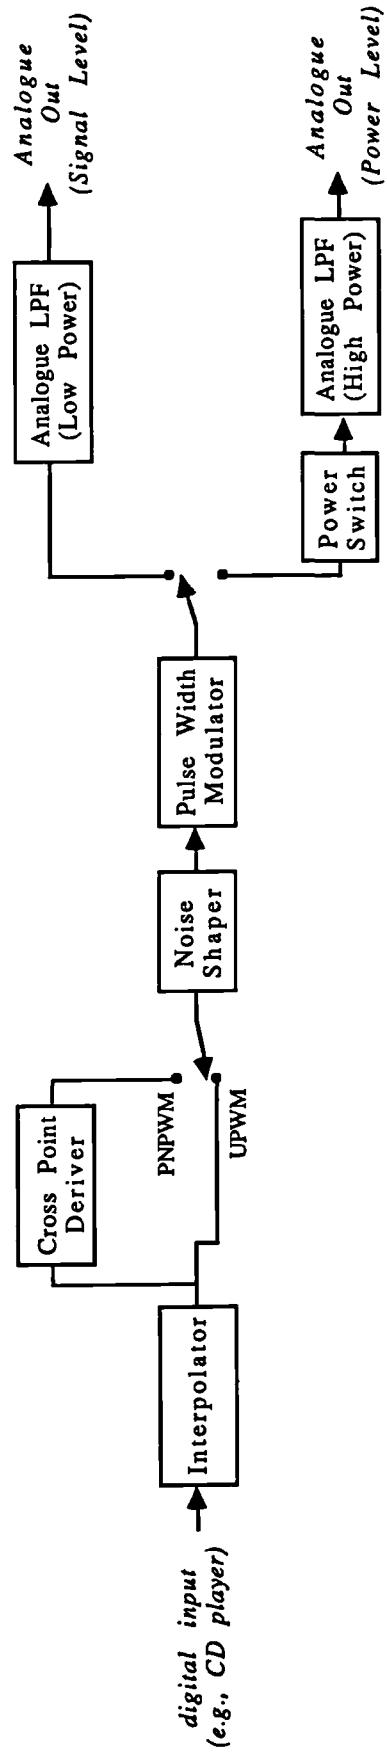 digital input
(e.g., CD player)
Interpolator
Cross Point
Deriver
PNPWM
UPWM
Noise
Shaper
Pulse Width
Modulator
Analogue LPF
(Low Power)
Analogue
Out
(Signal Level)
Power
Switch
Analogue LPF
(High Power)
Analogue
Out
(Power Level)